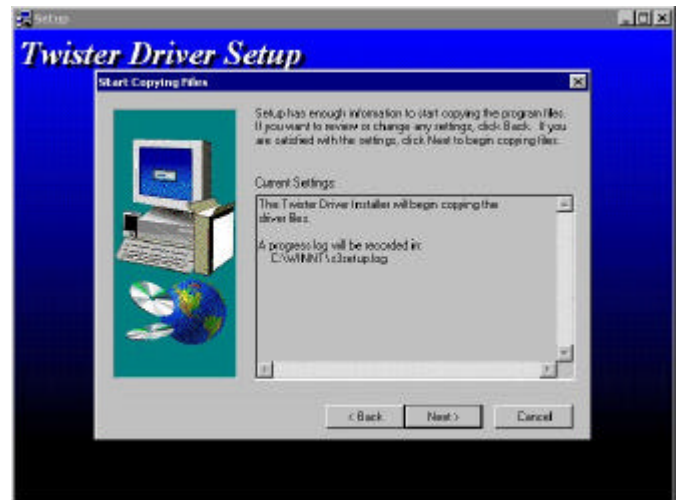 Setup
Twister Driver Setup
Start Copying Files
Setup has enough information to start copying the program files.
If you want to review or change any settings, click Back. If you
are satisfied with the settings, click Next to begin copying files.
Current Settings:
The Twister Driver Installer will begin copying the
driver files.
A progress log will be recorded in:
C:\WINNT\s3setup.log
< Back
Next >
Cancel